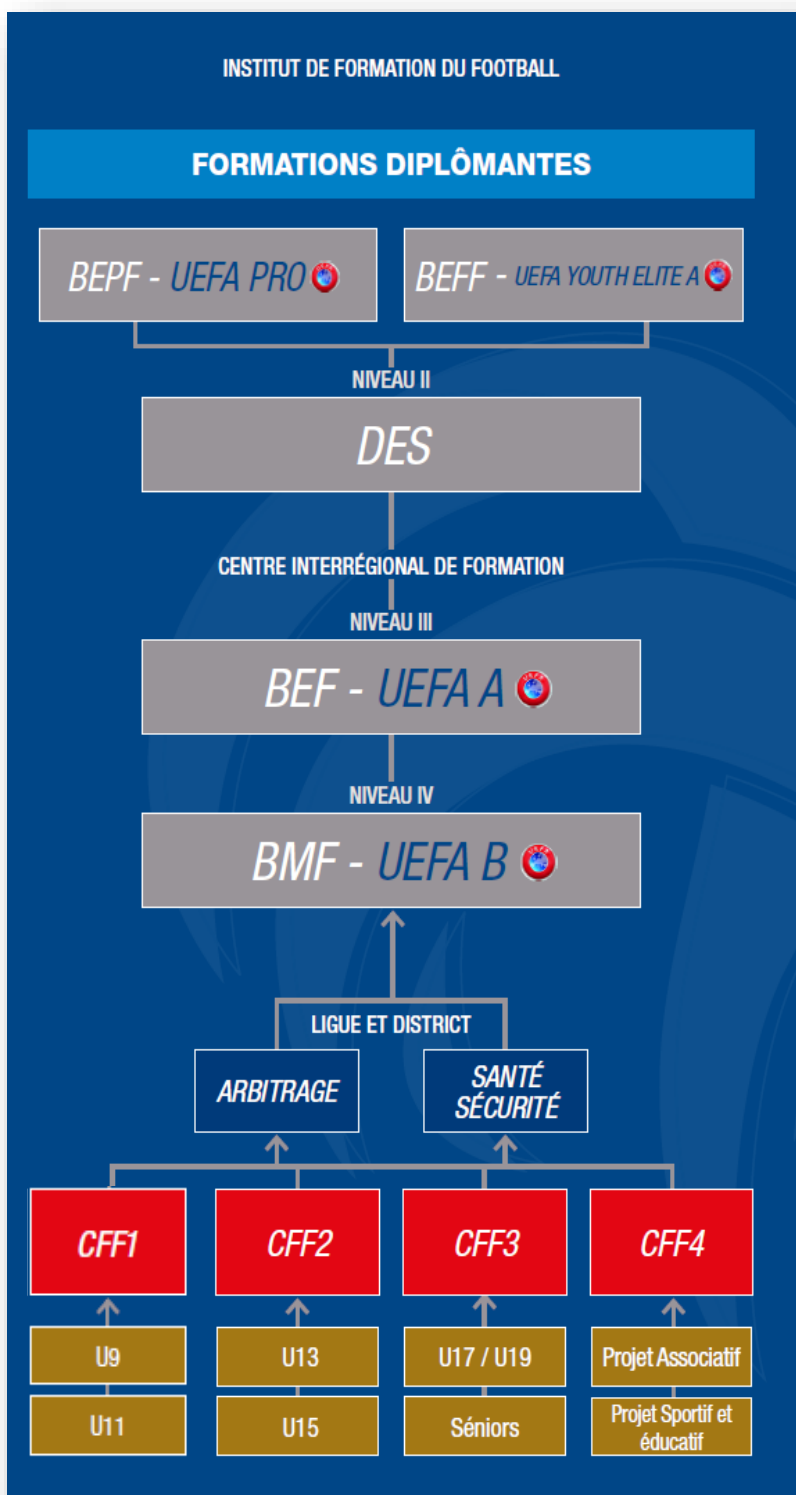 INSTITUT DE FORMATION DU FOOTBALL
FORMATIONS DIPLÔMANTES
BEPF - UEFA PRO
BEFF - UEFA YOUTH ELITE A
NIVEAU II
DES
CENTRE INTERRÉGIONAL DE FORMATION
NIVEAU III
BEF - UEFA A
NIVEAU IV
BMF - UEFA B
LIGUE ET DISTRICT
ARBITRAGE
SANTÉ
SÉCURITÉ
CFF1
CFF2
CFF3
CFF4
U9
U13
U17 / U19
Projet Associatif
U11
U15
Séniors
Projet Sportif et
éducatif